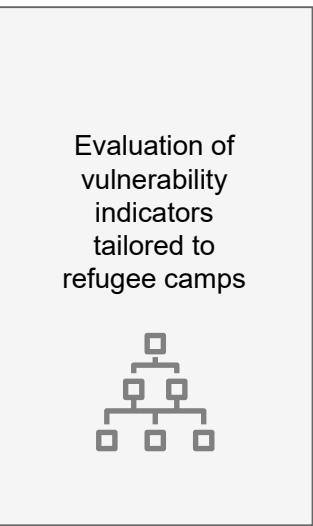 Evaluation of
vulnerability
indicators
tailored to
refugee camps